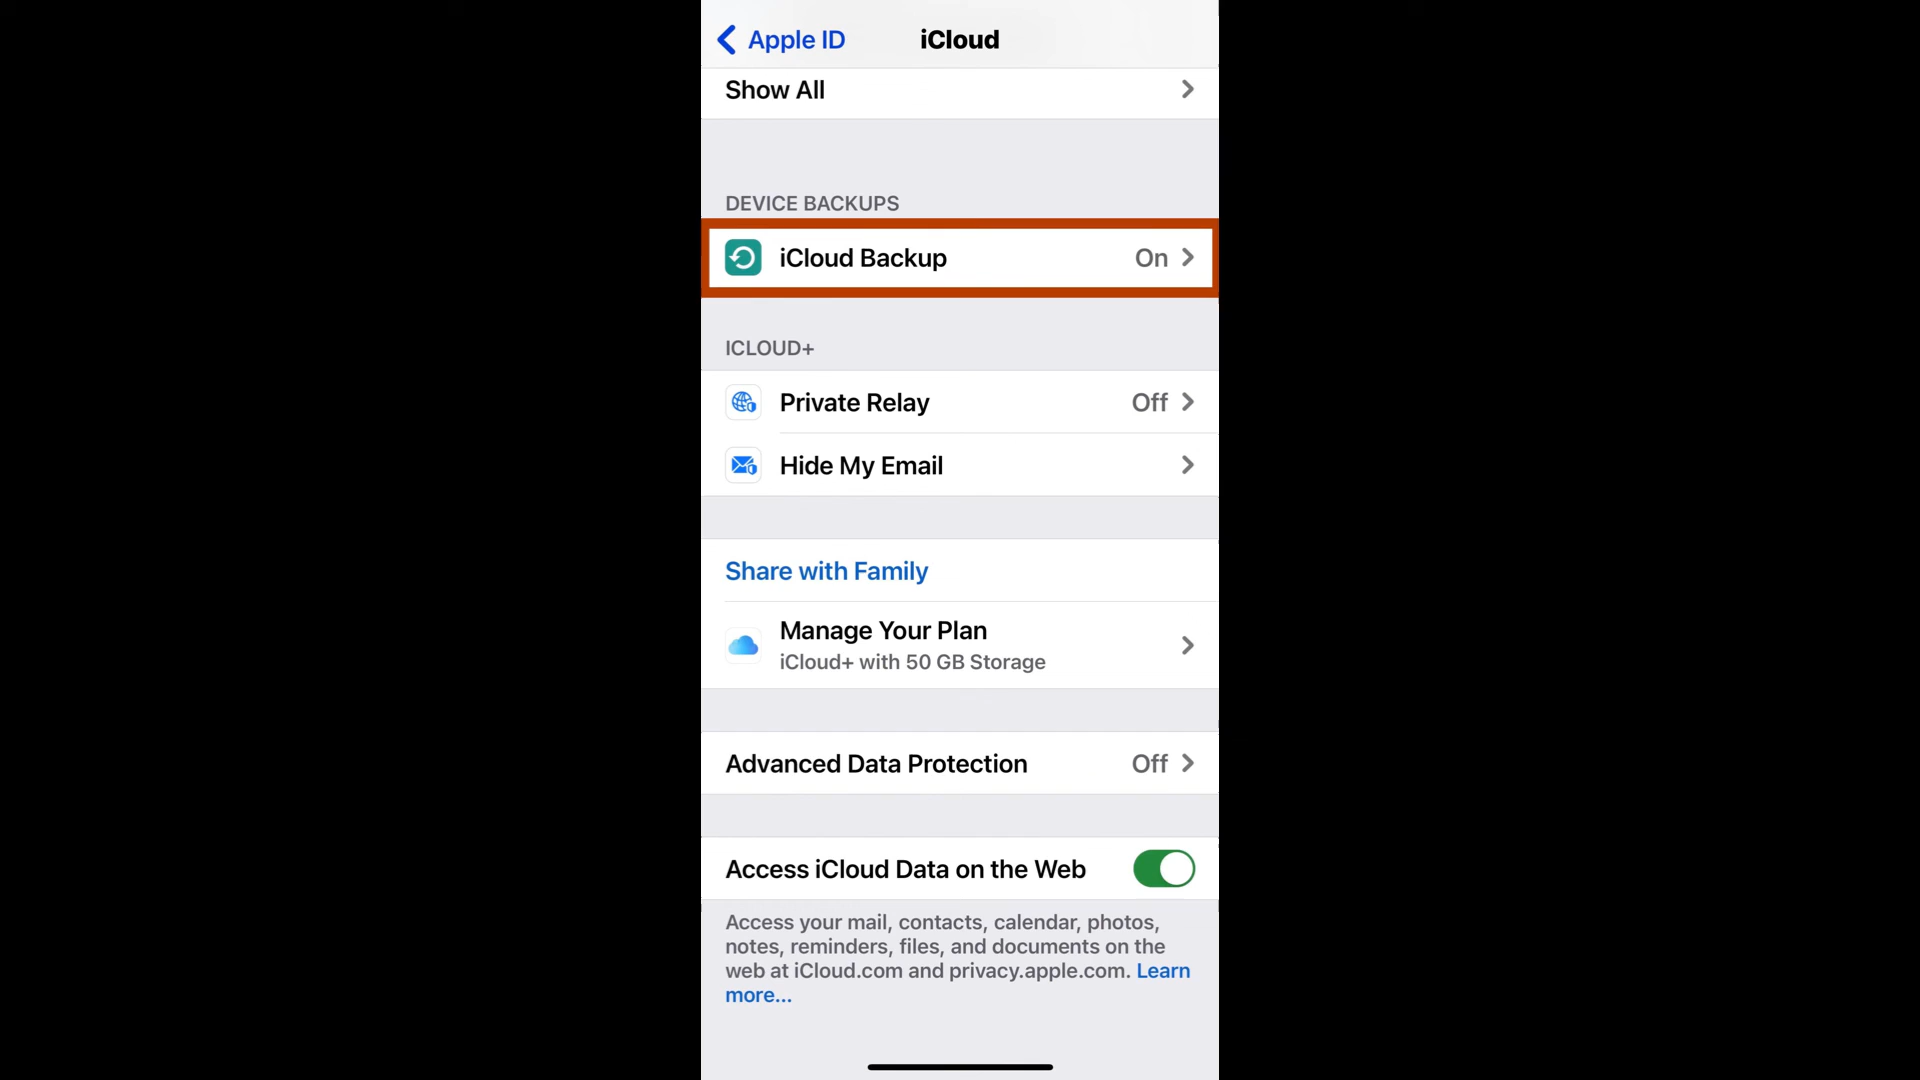 Apple ID
iCloud
Show All
DEVICE BACKUPS
iCloud Backup On
ICLOUD+
Private Relay Off
Hide My Email
Share with Family
Manage Your Plan
iCloud+ with 50 GB Storage
Advanced Data Protection Off
Access iCloud Data on the Web
Access your mail, contacts, calendar, photos,
notes, reminders, files, and documents on the
web at iCloud.com and privacy.apple.com. Learn
more...